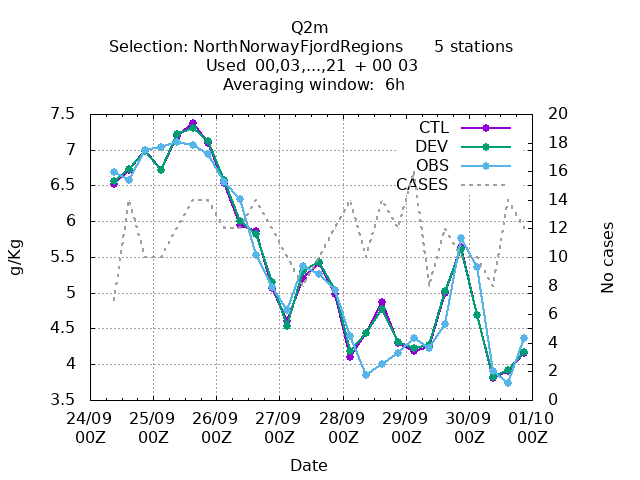 Q2m
Selection: NorthNorwayFjordRegions 5 stations
Used 00,03,...,21 + 00 03
Averaging window: 6h
7.5
7
6.5
6
5.5
5
4.5
4
3.5
g/Kg
20
18
16
14
12
10
8
6
4
2
0
No cases
CTL
DEV
OBS
CASES
24/09 25/09 26/09 27/09 28/09 29/09 30/09 01/10
00Z 00Z 00Z 00Z 00Z 00Z 00Z 00Z
Date